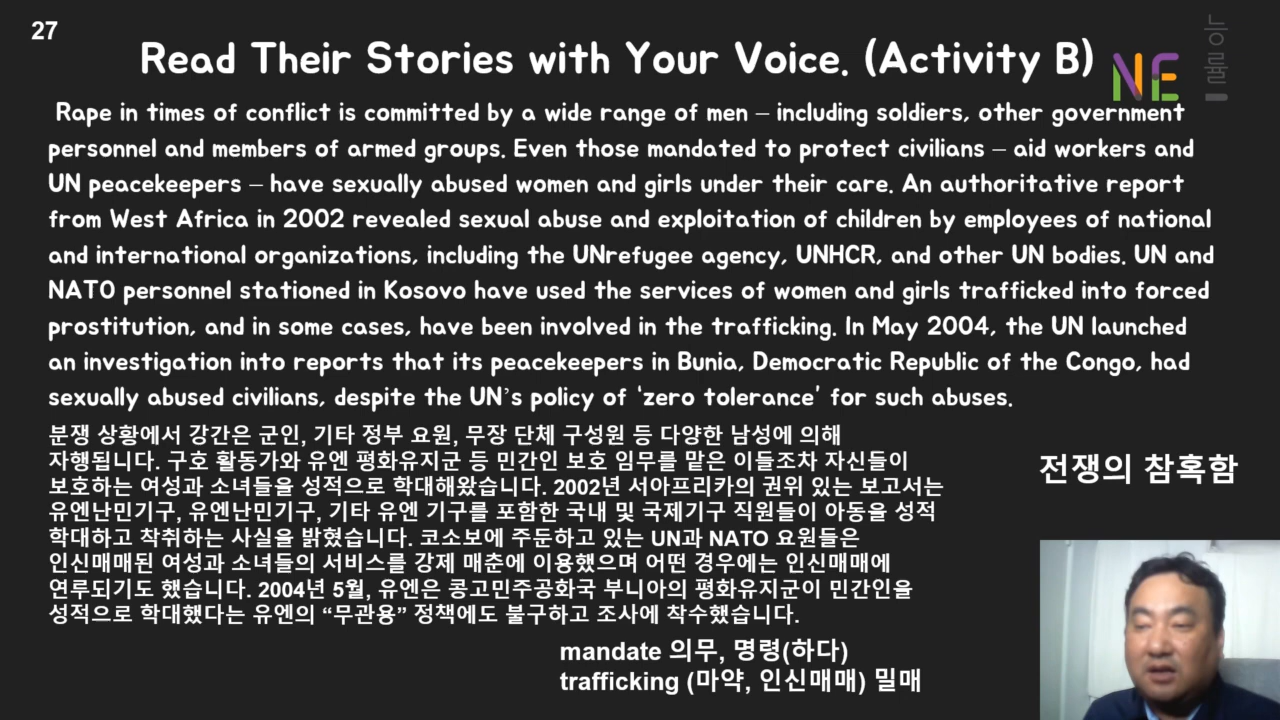 27
Read Their Stories with Your Voice. (Activity B)
NE
능률
Rape in times of conflict is committed by a wide range of men – including soldiers, other government
personnel and members of armed groups. Even those mandated to protect civilians – aid workers and
UN peacekeepers – have sexually abused women and girls under their care. An authoritative report
from West Africa in 2002 revealed sexual abuse and exploitation of children by employees of national
and international organizations, including the UNrefugee agency, UNHCR, and other UN bodies. UN and
NATO personnel stationed in Kosovo have used the services of women and girls trafficked into forced
prostitution, and in some cases, have been involved in the trafficking. In May 2004, the UN launched
an investigation into reports that its peacekeepers in Bunia, Democratic Republic of the Congo, had
sexually abused civilians, despite the UN’s policy of ‘zero tolerance’ for such abuses.
분쟁 상황에서 강간은 군인, 기타 정부 요원, 무장 단체 구성원 등 다양한 남성에 의해
자행됩니다. 구호 활동가와 유엔 평화유지군 등 민간인 보호 임무를 맡은 이들조차 자신들이
보호하는 여성과 소녀들을 성적으로 학대해왔습니다. 2002년 서아프리카의 권위 있는 보고서는
유엔난민기구, 유엔난민기구, 기타 유엔 기구를 포함한 국내 및 국제기구 직원들이 아동을 성적
학대하고 착취하는 사실을 밝혔습니다. 코소보에 주둔하고 있는 UN과 NATO 요원들은
인신매매된 여성과 소녀들의 서비스를 강제 매춘에 이용했으며 어떤 경우에는 인신매매에
연루되기도 했습니다. 2004년 5월, 유엔은 콩고민주공화국 부니아의 평화유지군이 민간인을
성적으로 학대했다는 유엔의 “무관용” 정책에도 불구하고 조사에 착수했습니다.
전쟁의 참혹함
mandate 의무, 명령(하다)
trafficking (마약, 인신매매) 밀매